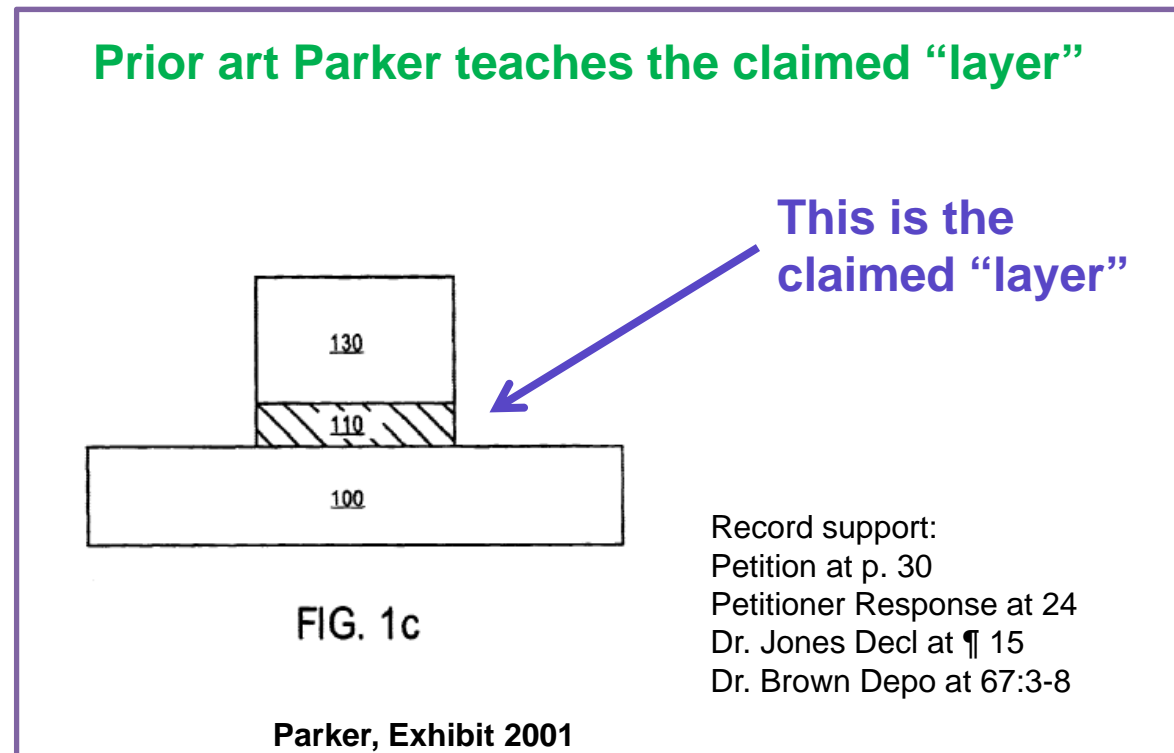 Prior art Parker teaches the claimed “layer”
This is the
claimed “layer”
130
110
100
FIG. 1c
Record support:
Petition at p. 30
Petitioner Response at 24
Dr. Jones Decl at ¶ 15
Dr. Brown Depo at 67:3-8
Parker, Exhibit 2001